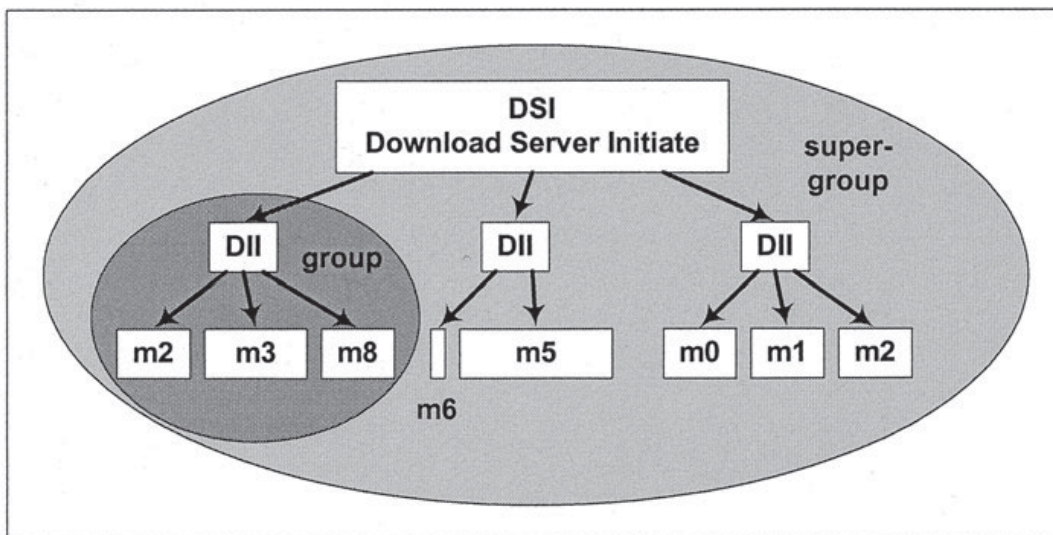 DSI
Download Server Initiate
super-
group
DII
group
DII
DII
m2
m3
m8
m5
m0
m1
m2
m6